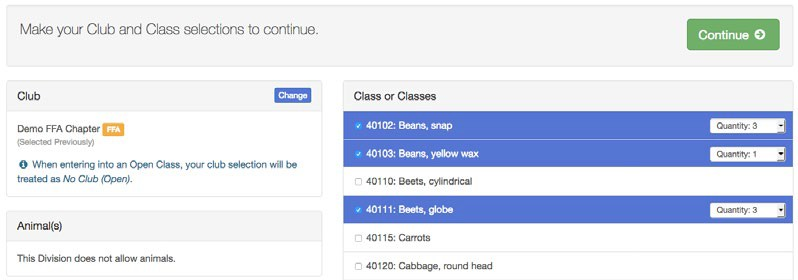 Make your Club and Class selections to continue.
Continue
Club
Change
Demo FFA Chapter FFA
(Selected Previously)
When entering into an Open Class, your club selection will be
treated as No Club (Open).
Animal(s)
This Division does not allow animals.
Class or Classes
40102: Beans, snap Quantity: 3
40103: Beans, yellow wax Quantity: 1
40110: Beets, cylindrical
40111: Beets, globe Quantity: 3
40115: Carrots
40120: Cabbage, round head